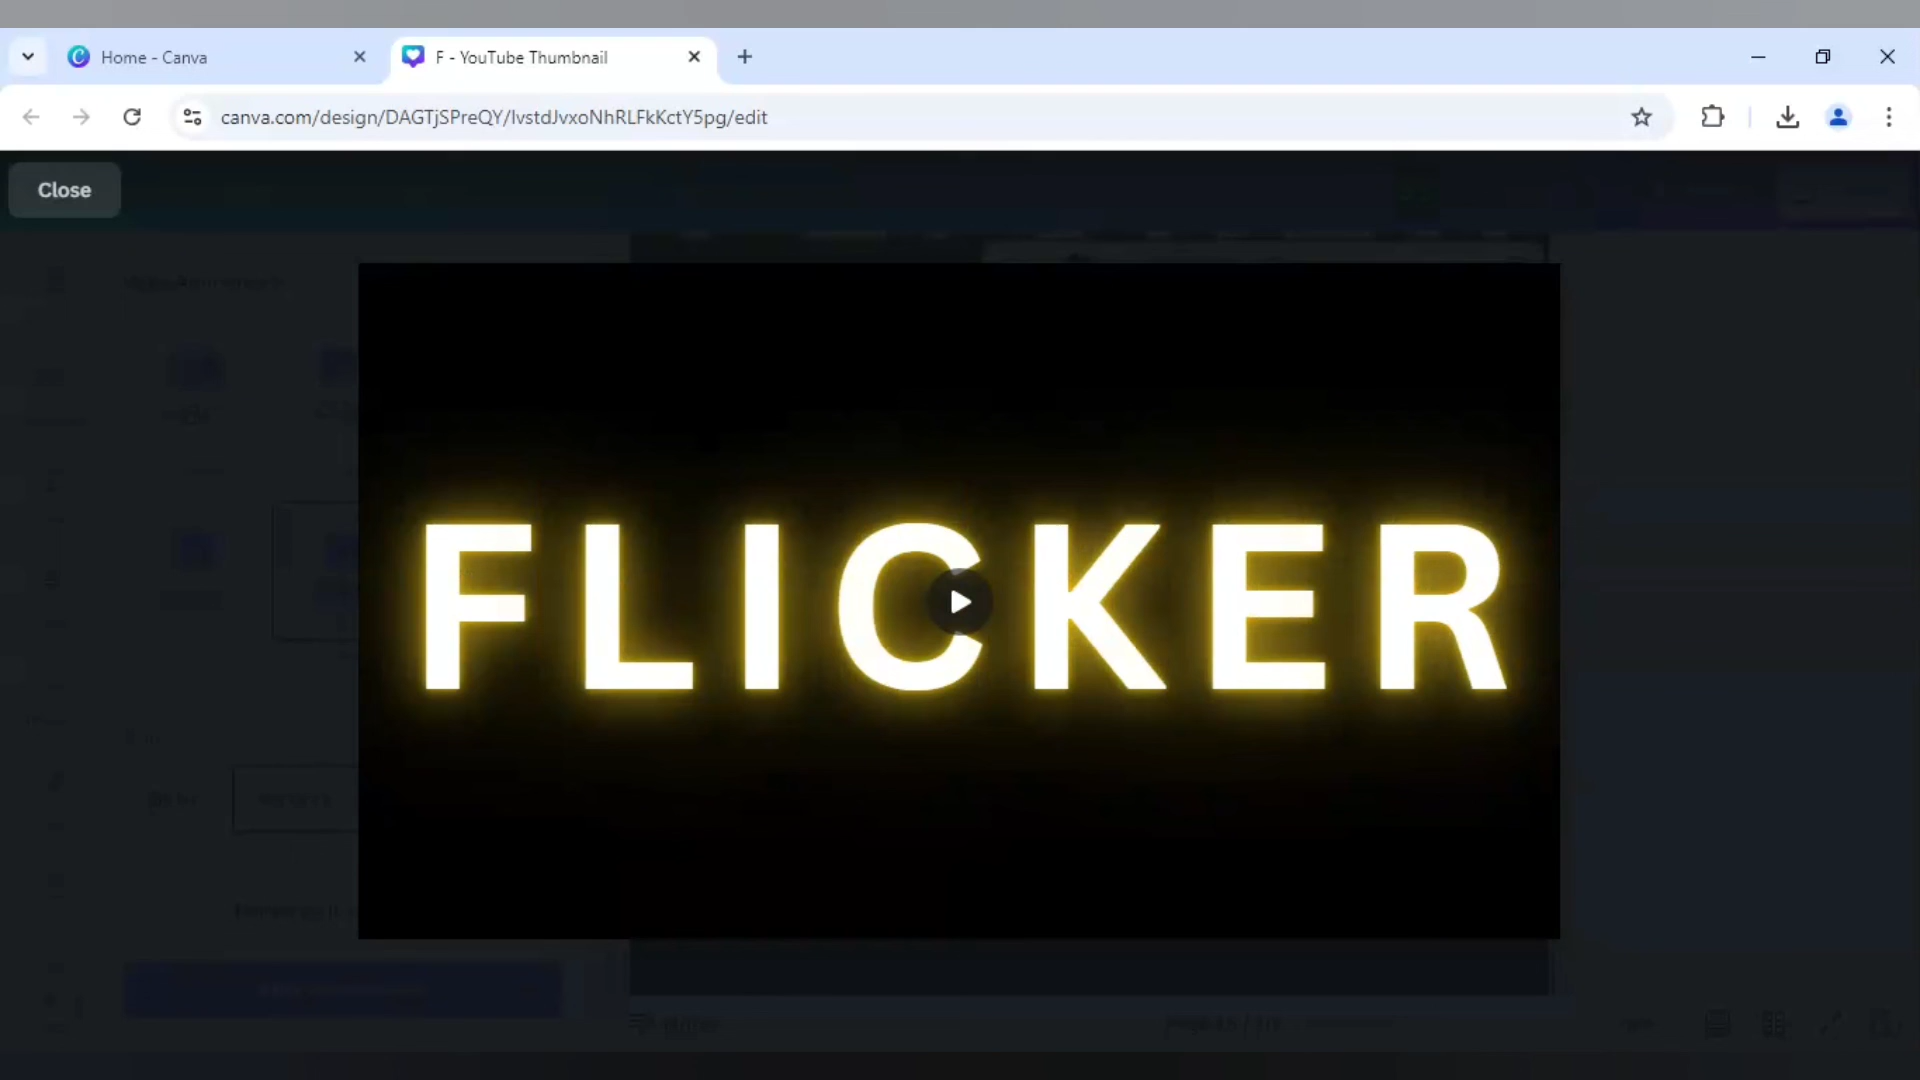 Home - Canva
F - YouTube Thumbnail
canva.com/design/DAGTjSPreQY/lvstdJvxoNhRLFkKctY5pg/edit
Close
FLICKER